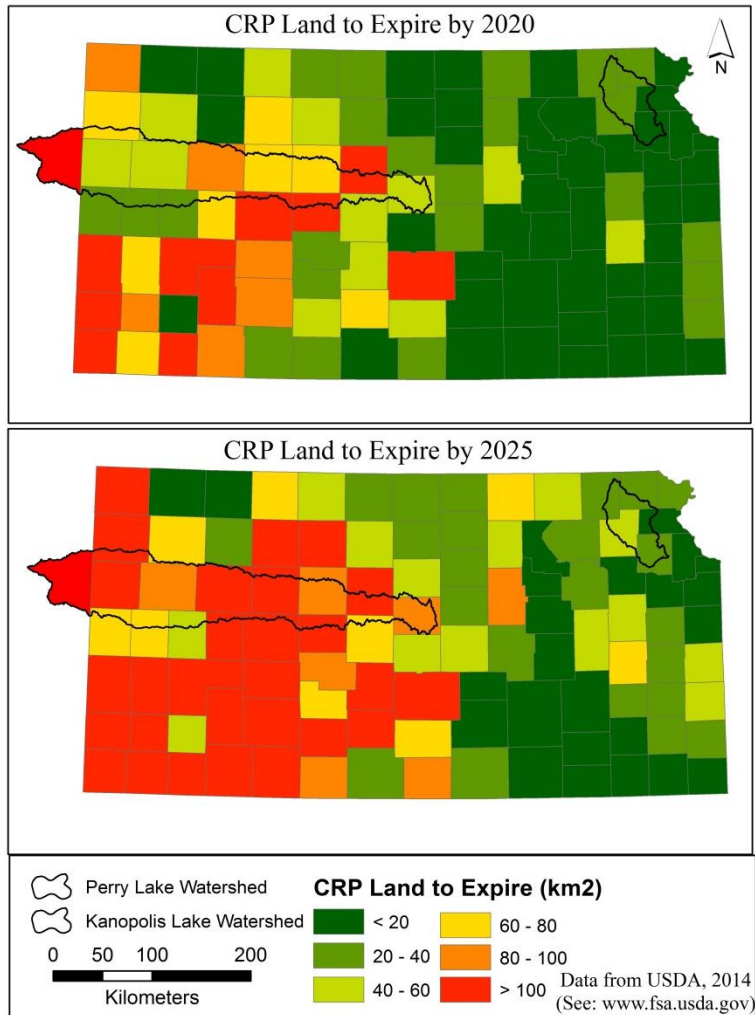 CRP Land to Expire by 2020
N
CRP Land to Expire by 2025
Perry Lake Watershed
Kanopolis Lake Watershed
0 50 100 200
Kilometers
CRP Land to Expire (km2)
< 20
20 - 40
40 - 60
60 - 80
80 - 100
> 100
Data from USDA, 2014
(See: www.fsa.usda.gov)